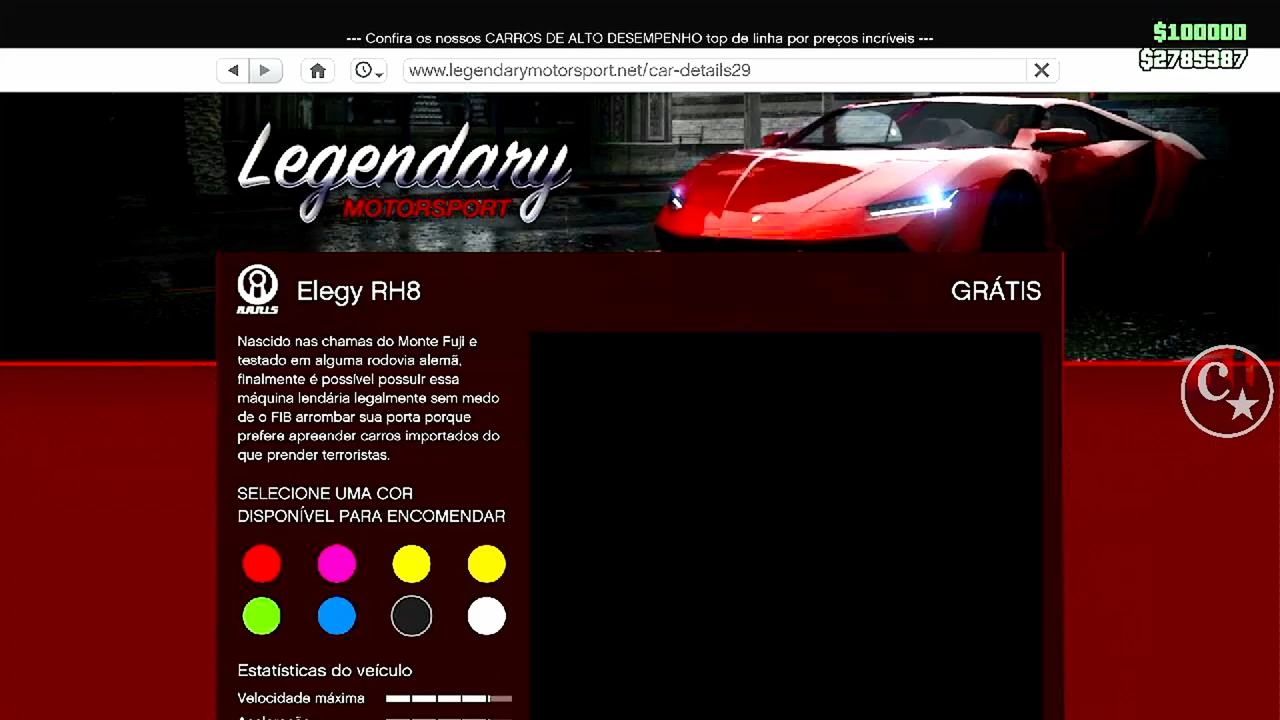 --- Confira os nossos CARROS DE ALTO DESEMPENHO top de linha por preços incríveis ---
$100000
$2785387
www.legendarymotorsport.net/car-details29
Legendary
MOTORSPORT
Elegy RH8
GRÁTIS
Nascido nas chamas do Monte Fuji e
testado em alguma rodovia alemã,
finalmente é possível possuir essa
máquina lendária legalmente sem medo
de o FIB arrombar sua porta porque
prefere apreender carros importados do
que prender terroristas.
C
SELECIONE UMA COR
DISPONÍVEL PARA ENCOMENDAR
Estatísticas do veículo
Velocidade máxima